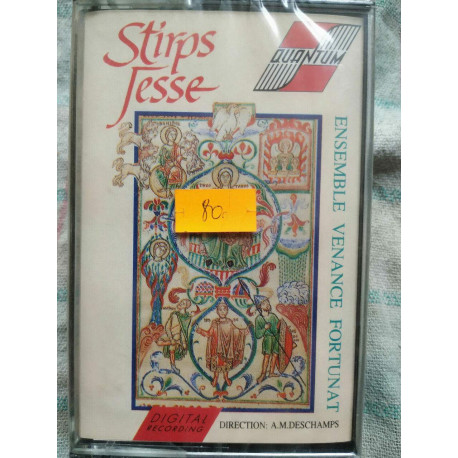 Stirps
Jesse
QUANTUM
ENSEMBLE VENANCE FORTUNAT
80.
DIGITAL
RECORDING
DIRECTION: A.M.DESCHAMPS